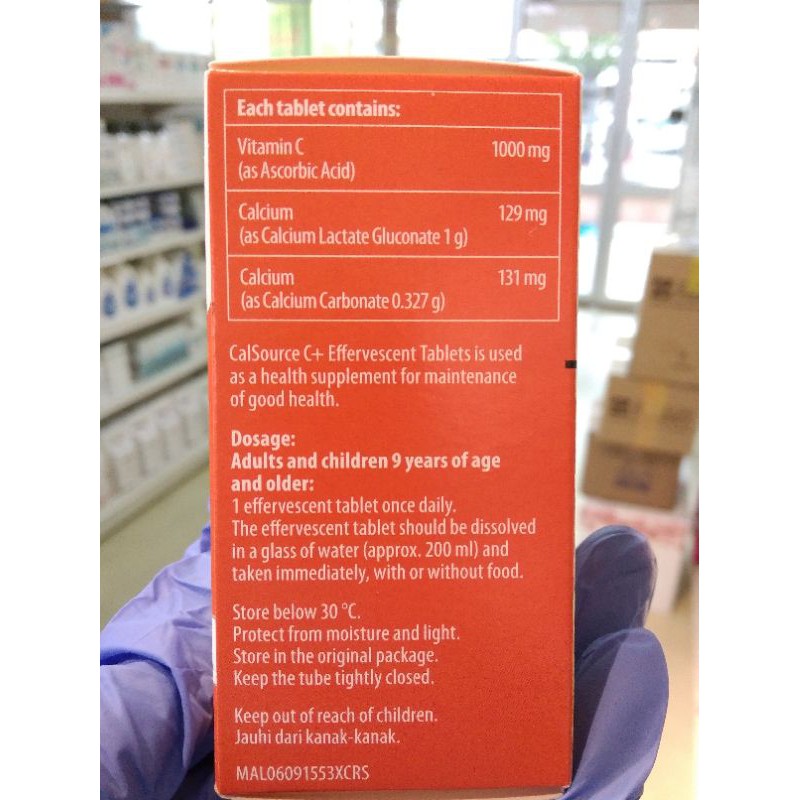 Each tablet contains:
Vitamin C 1000 mg
(as Ascorbic Acid)
Calcium 129 mg
(as Calcium Lactate Gluconate 1 g)
Calcium 131 mg
(as Calcium Carbonate 0.327 g)
CalSource C+ Effervescent Tablets is used
as a health supplement for maintenance
of good health.
Dosage:
Adults and children 9 years of age
and older:
1 effervescent tablet once daily.
The effervescent tablet should be dissolved
in a glass of water (approx. 200 ml) and
taken immediately, with or without food.
Store below 30 °C.
Protect from moisture and light.
Store in the original package.
Keep the tube tightly closed.
Keep out of reach of children.
Jauhi dari kanak-kanak.
MAL06091553XCRS